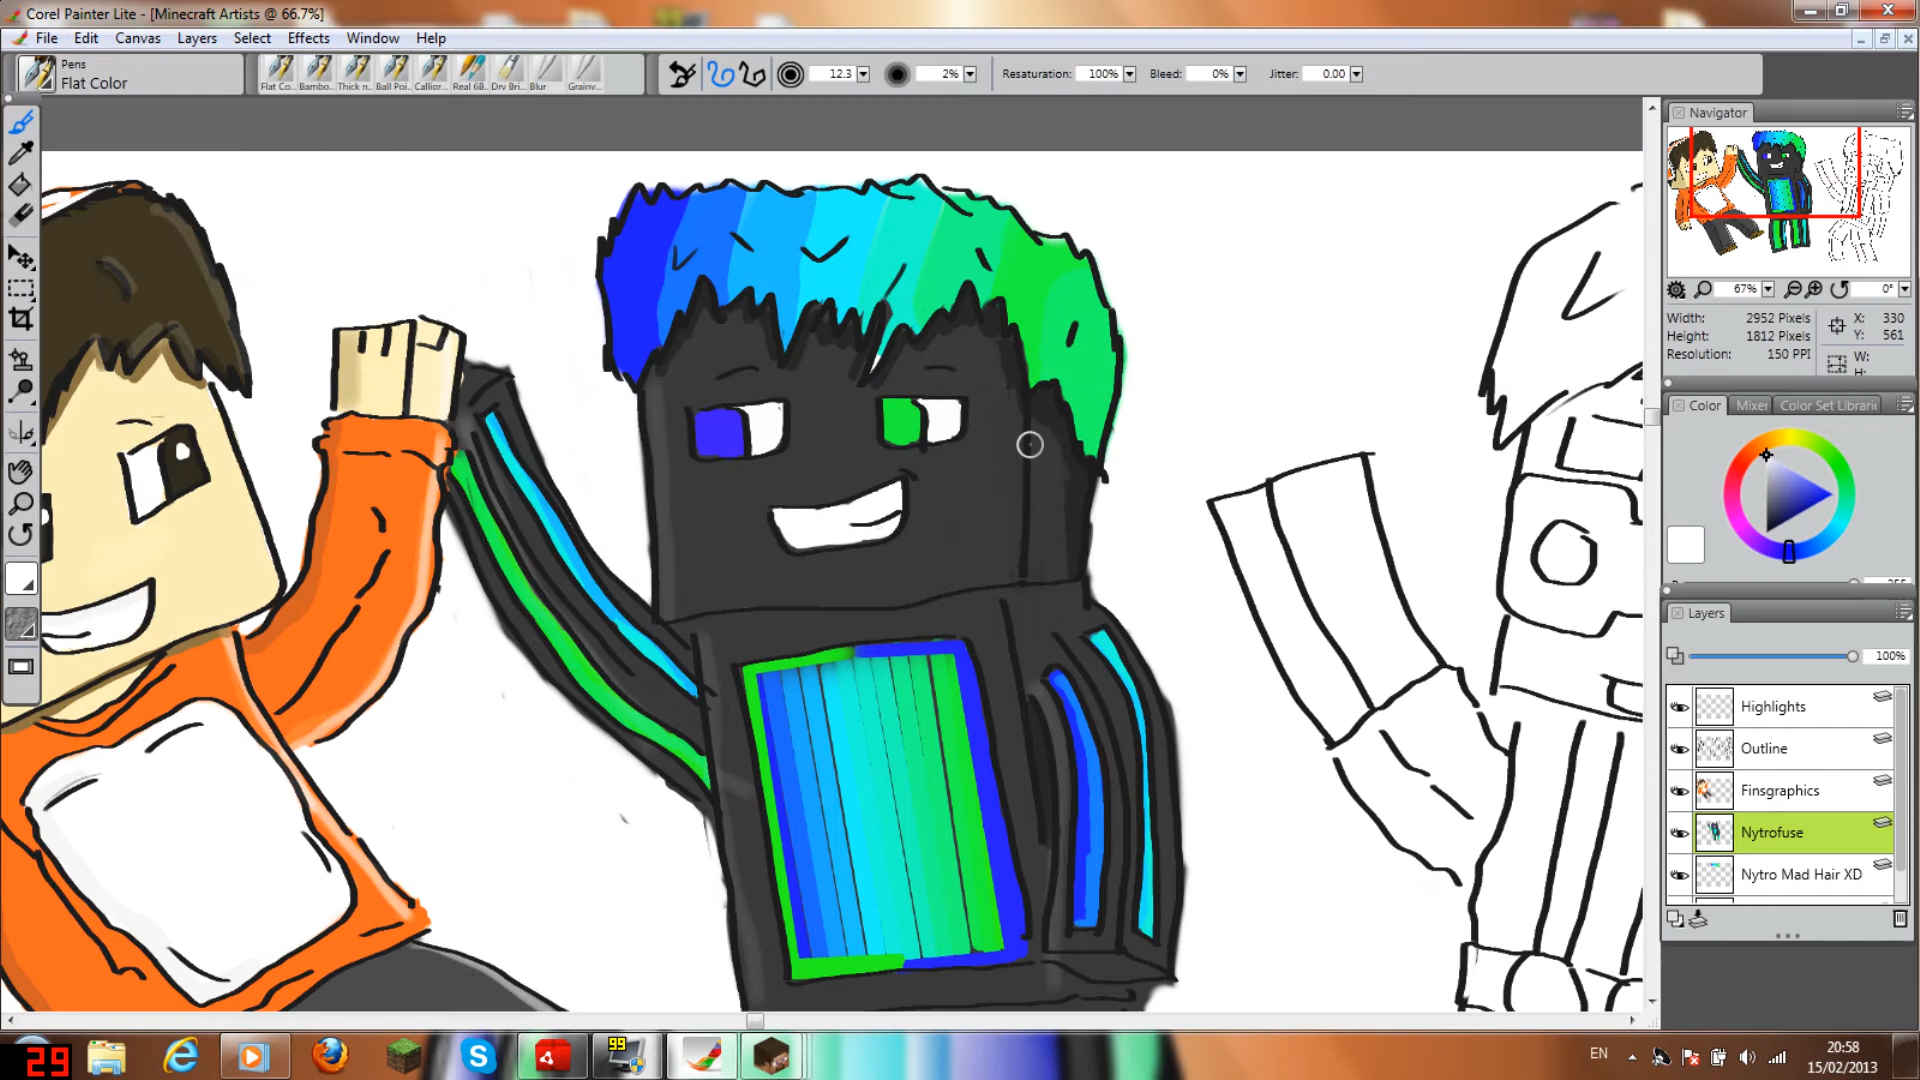 Corel Painter Lite - [Minecraft Artists @ 66.7%]
File Edit Canvas Layers Select Effects Window Help
Pens
Flat Color
Flat Co... Bambo... Thick n... Ball Poi... Calligr... Real 6B... Dry Bri... Blur Grainy...
12.3 2% Resaturation: 100% Bleed: 0% Jitter: 0.00
Navigator
67% 0°
Width: 2952 Pixels X: 330
Height: 1812 Pixels Y: 561
Resolution: 150 PPI W:
H:
Color Mixer Color Set Librari
Layers
100%
Highlights
Outline
Finsgraphics
Nytrofuse
Nytro Mad Hair XD
29
99
EN
20:58
15/02/2013